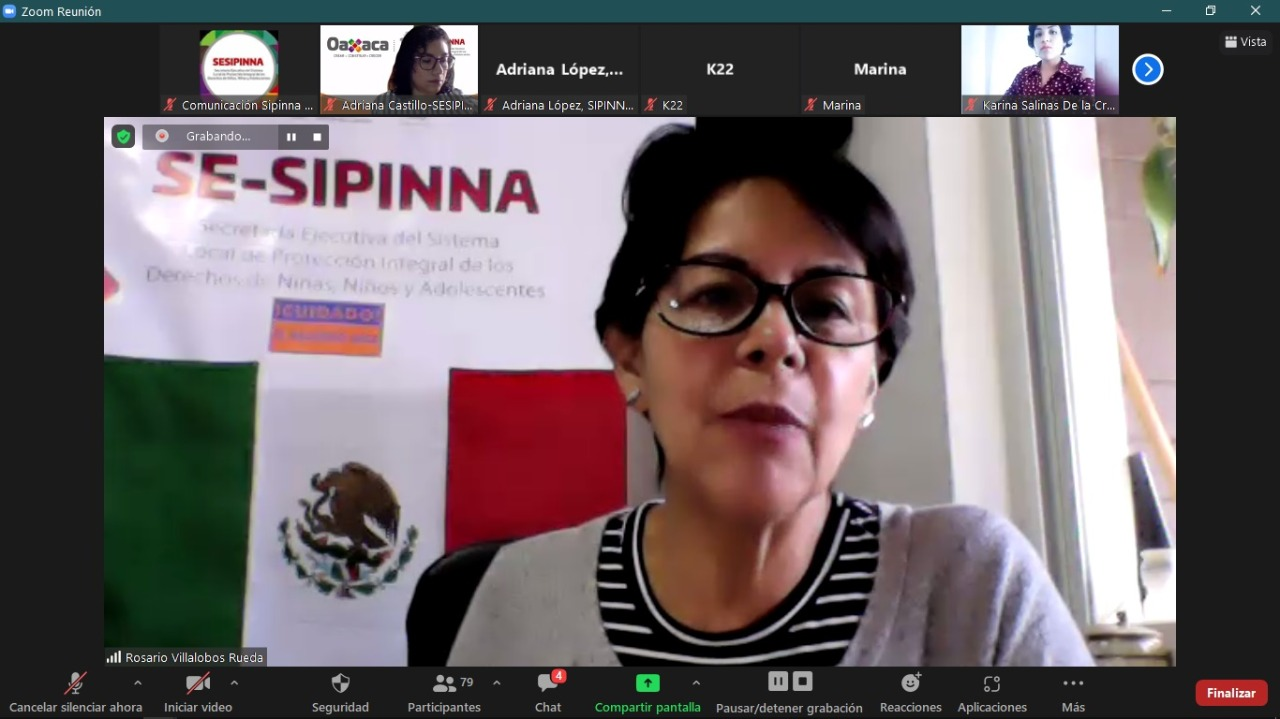 Zoom Reunión
Vista
SESIPINNA
Oaxaca
Adriana López,...
K22
Marina
Comunicación Sipinna ...
Adriana Castillo-SESIPI...
Adriana López, SIPINN...
K22
Marina
Karina Salinas De la Cr...
Grabando...
SE-SIPINNA
Secretaría Ejecutiva del Sistema
Local de Protección Integral de los
Derechos de Niñas, Niños y Adolescentes
¡CUIDADO!
Rosario Villalobos Rueda
79
4
Cancelar silenciar ahora
Iniciar video
Seguridad
Participantes
Chat
Compartir pantalla
Pausar/detener grabación
Reacciones
Aplicaciones
Más
Finalizar